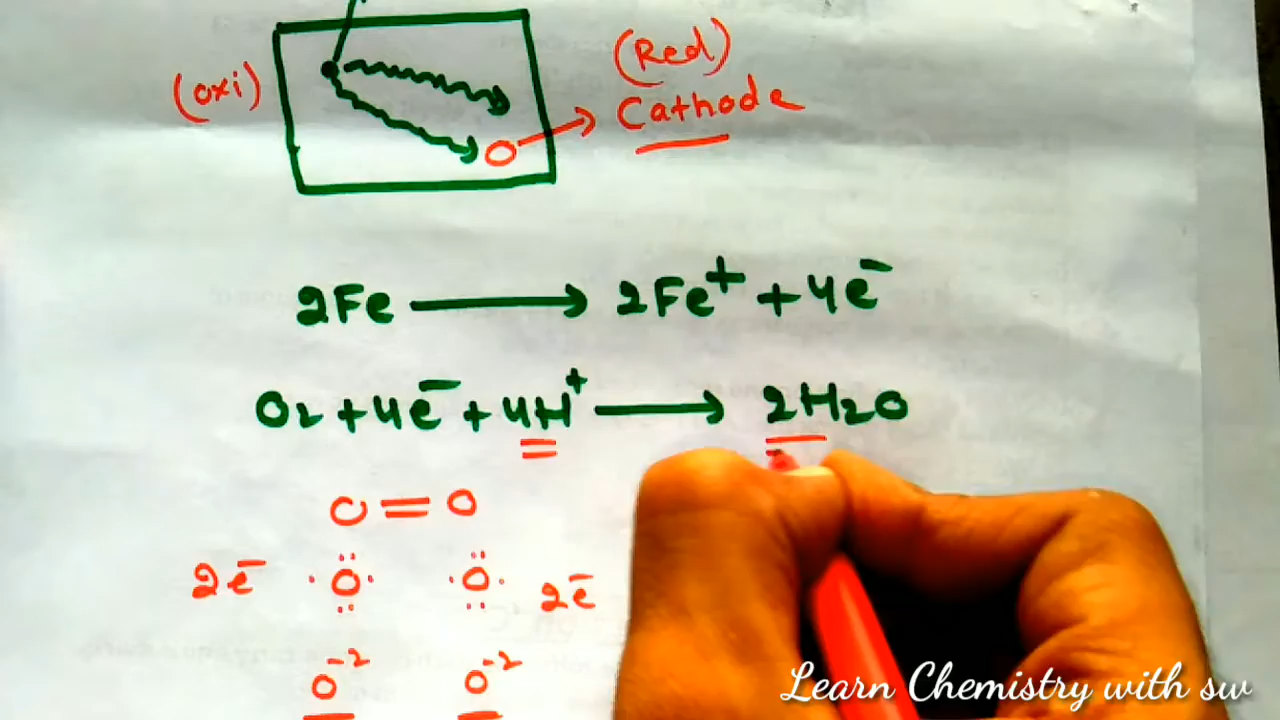 (Red)
(oxi)
Cathode
2Fe ⟶ 2Fe⁺ + 4e⁻
O₂ + 4e⁻ + 4H⁺ ⟶ 2H₂O
O = O
2e⁻ O O 2e⁻
O⁻² O⁻²
Learn Chemistry with sw